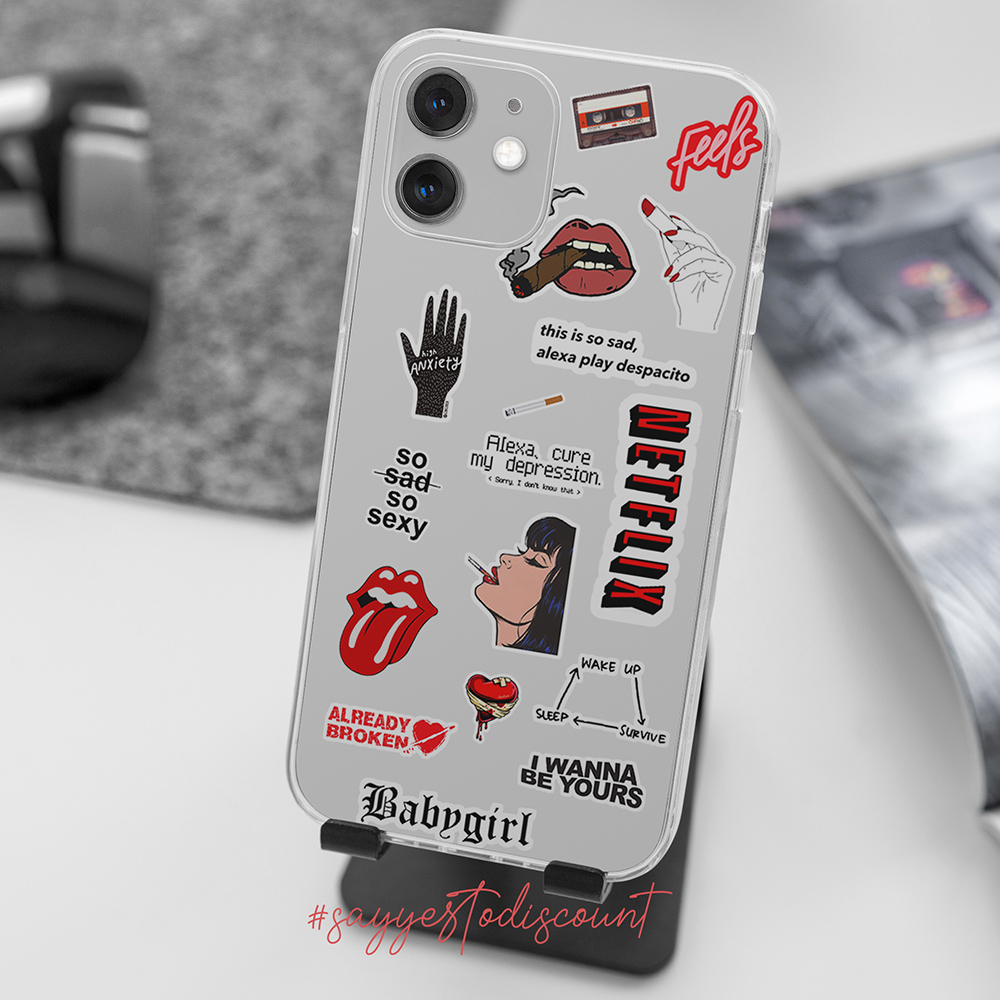 Feels
this is so sad,
alexa play despacito
high
ANXiety
NETFLIX
Alexa, cure
my depression.
< Sorry, I don't know that >
so
sad
so
sexy
WAKE UP
SLEEP
SURVIVE
ALREADY
BROKEN
I WANNA
BE YOURS
Babygirl
#sayyestodiscount